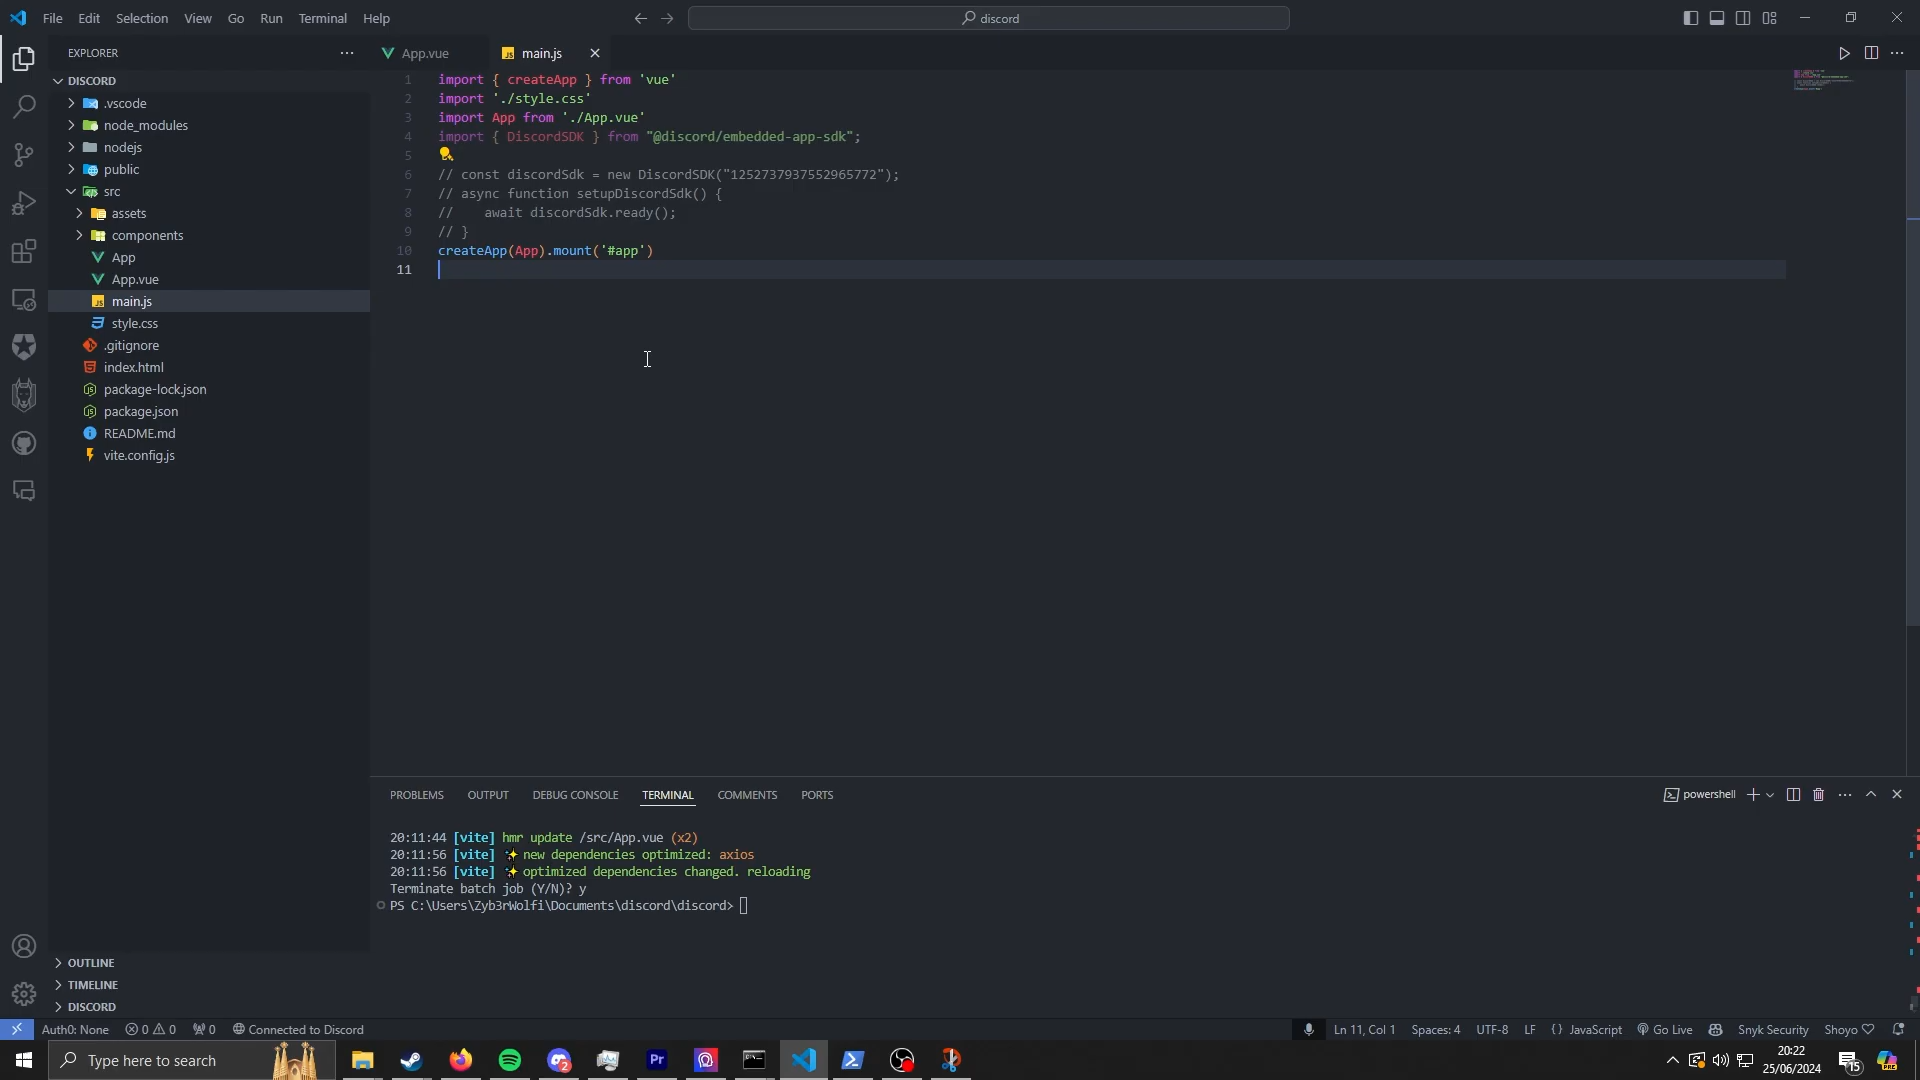 File Edit Selection View Go Run Terminal Help
discord
EXPLORER
DISCORD
.vscode
node_modules
nodejs
public
src
assets
components
App
App.vue
main.js
style.css
.gitignore
index.html
package-lock.json
package.json
README.md
vite.config.js
OUTLINE
TIMELINE
DISCORD
App.vue
main.js
1 import { createApp } from 'vue'
2 import './style.css'
3 import App from './App.vue'
4 import { DiscordSDK } from "@discord/embedded-app-sdk";
5
6 // const discordSdk = new DiscordSDK("1252737937552965772");
7 // async function setupDiscordSdk() {
8 //    await discordSdk.ready();
9 // }
10 createApp(App).mount('#app')
11
PROBLEMS OUTPUT DEBUG CONSOLE TERMINAL COMMENTS PORTS
powershell
20:11:44 [vite] hmr update /src/App.vue (x2)
20:11:56 [vite] ✨ new dependencies optimized: axios
20:11:56 [vite] ✨ optimized dependencies changed. reloading
Terminate batch job (Y/N)? y
PS C:\Users\Zyb3rWolfi\Documents\discord\discord>
Auth0: None 0 0 0 Connected to Discord
Ln 11, Col 1 Spaces: 4 UTF-8 LF {} JavaScript Go Live Snyk Security Shoyo
Type here to search
2
Pr
20:22
25/06/2024
15
PRE